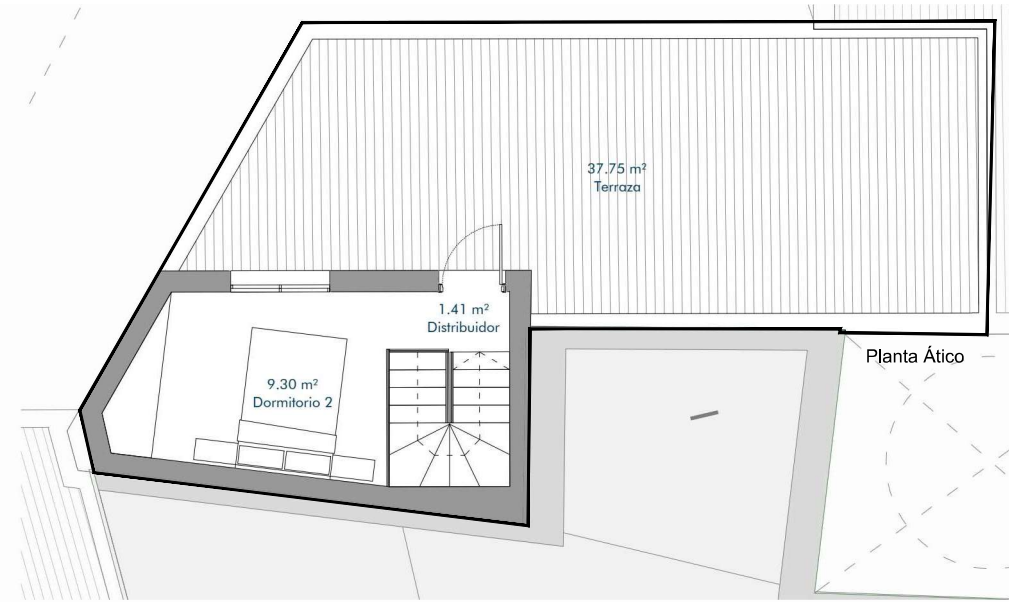 37.75 m²
Terraza
1.41 m²
Distribuidor
Planta Ático
9.30 m²
Dormitorio 2